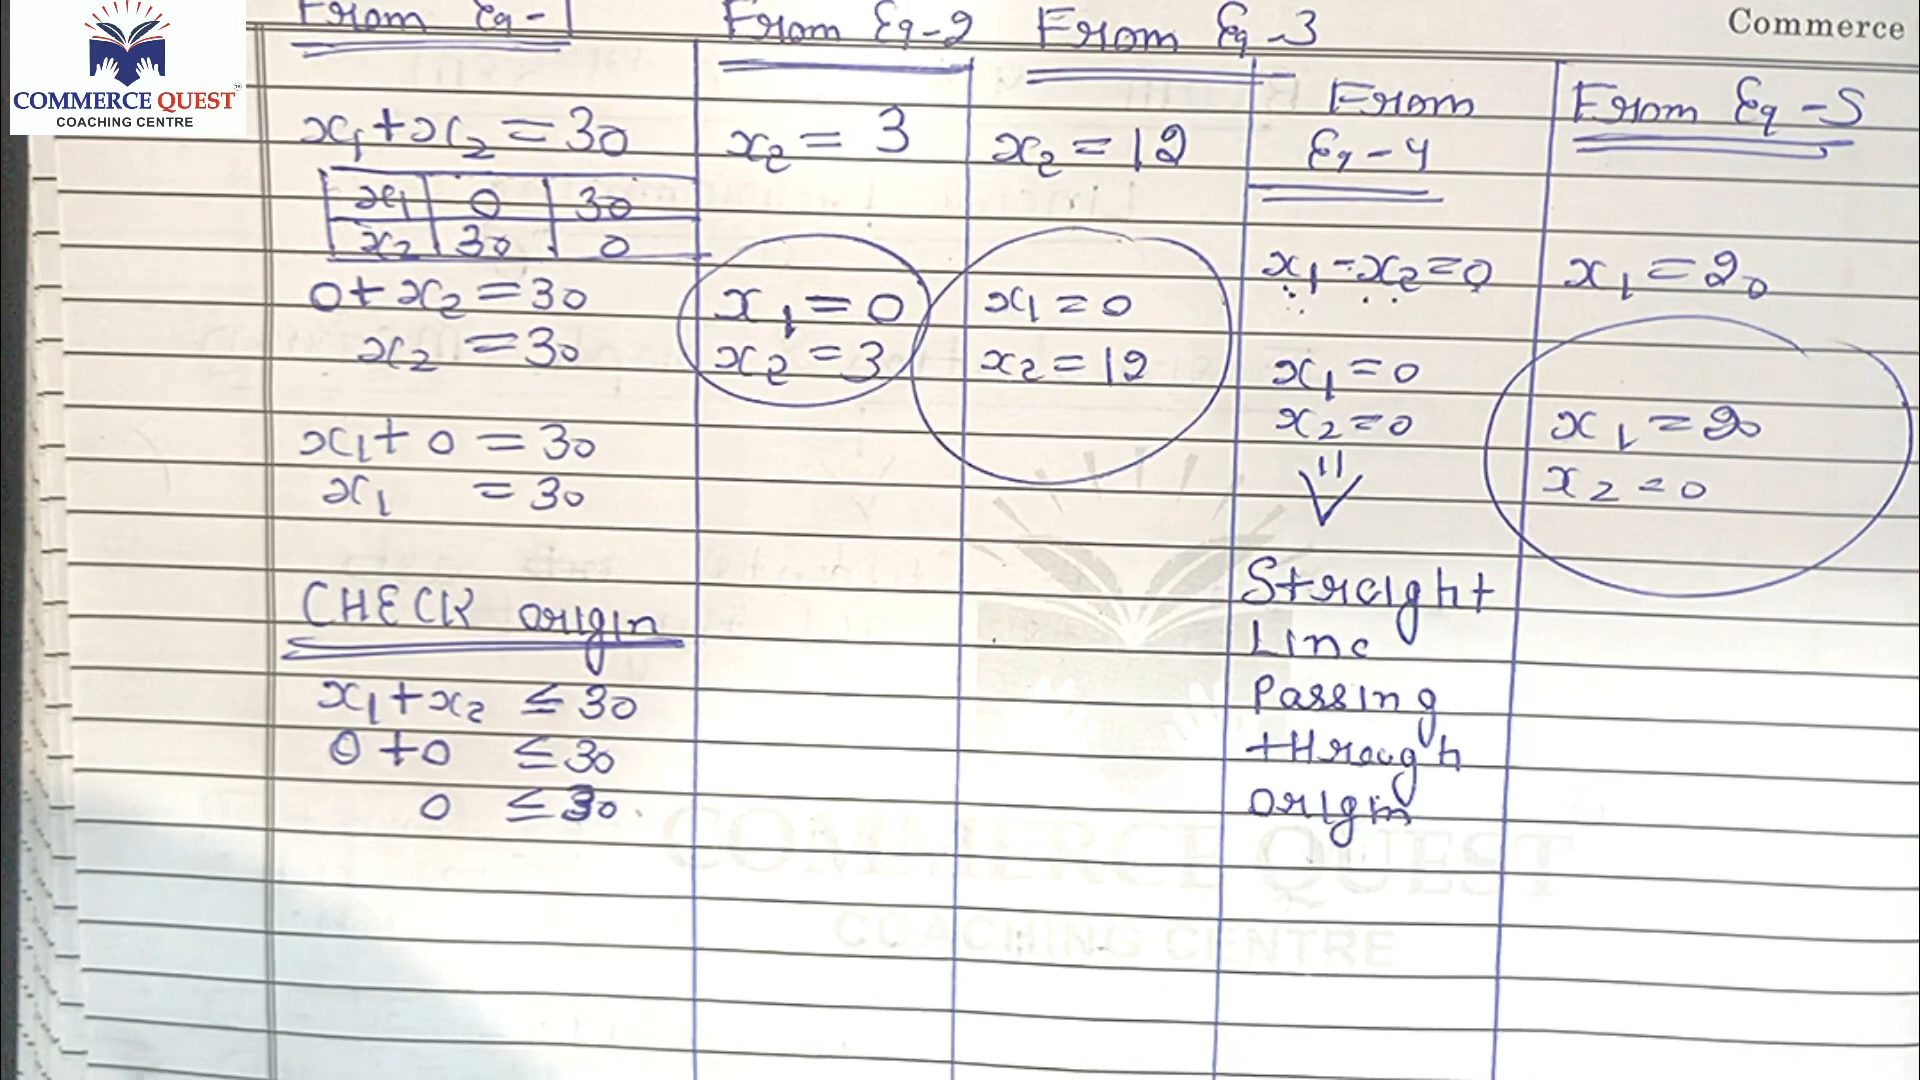 COMMERCE QUEST
COACHING CENTRE
Commerce
From Eq-1
x₁+x₂=30
x₁ 0 30
x₂ 30 0
0+x₂=30
x₂=30
x₁+0=30
x₁ =30
CHECK origin
x₁+x₂ ≤30
0+0 ≤30
0 ≤30
From Eq-2
x₂=3
x₁=0
x₂=3
From Eq-3
x₂=12
x₁=0
x₂=12
From
Eq-4
x₁-x₂=0
x₁=0
x₂=0
Straight
Line
Passing
through
origin
From Eq-5
x₁=20
x₁=20
x₂=0
COMMERCE QUEST
COACHING CENTRE